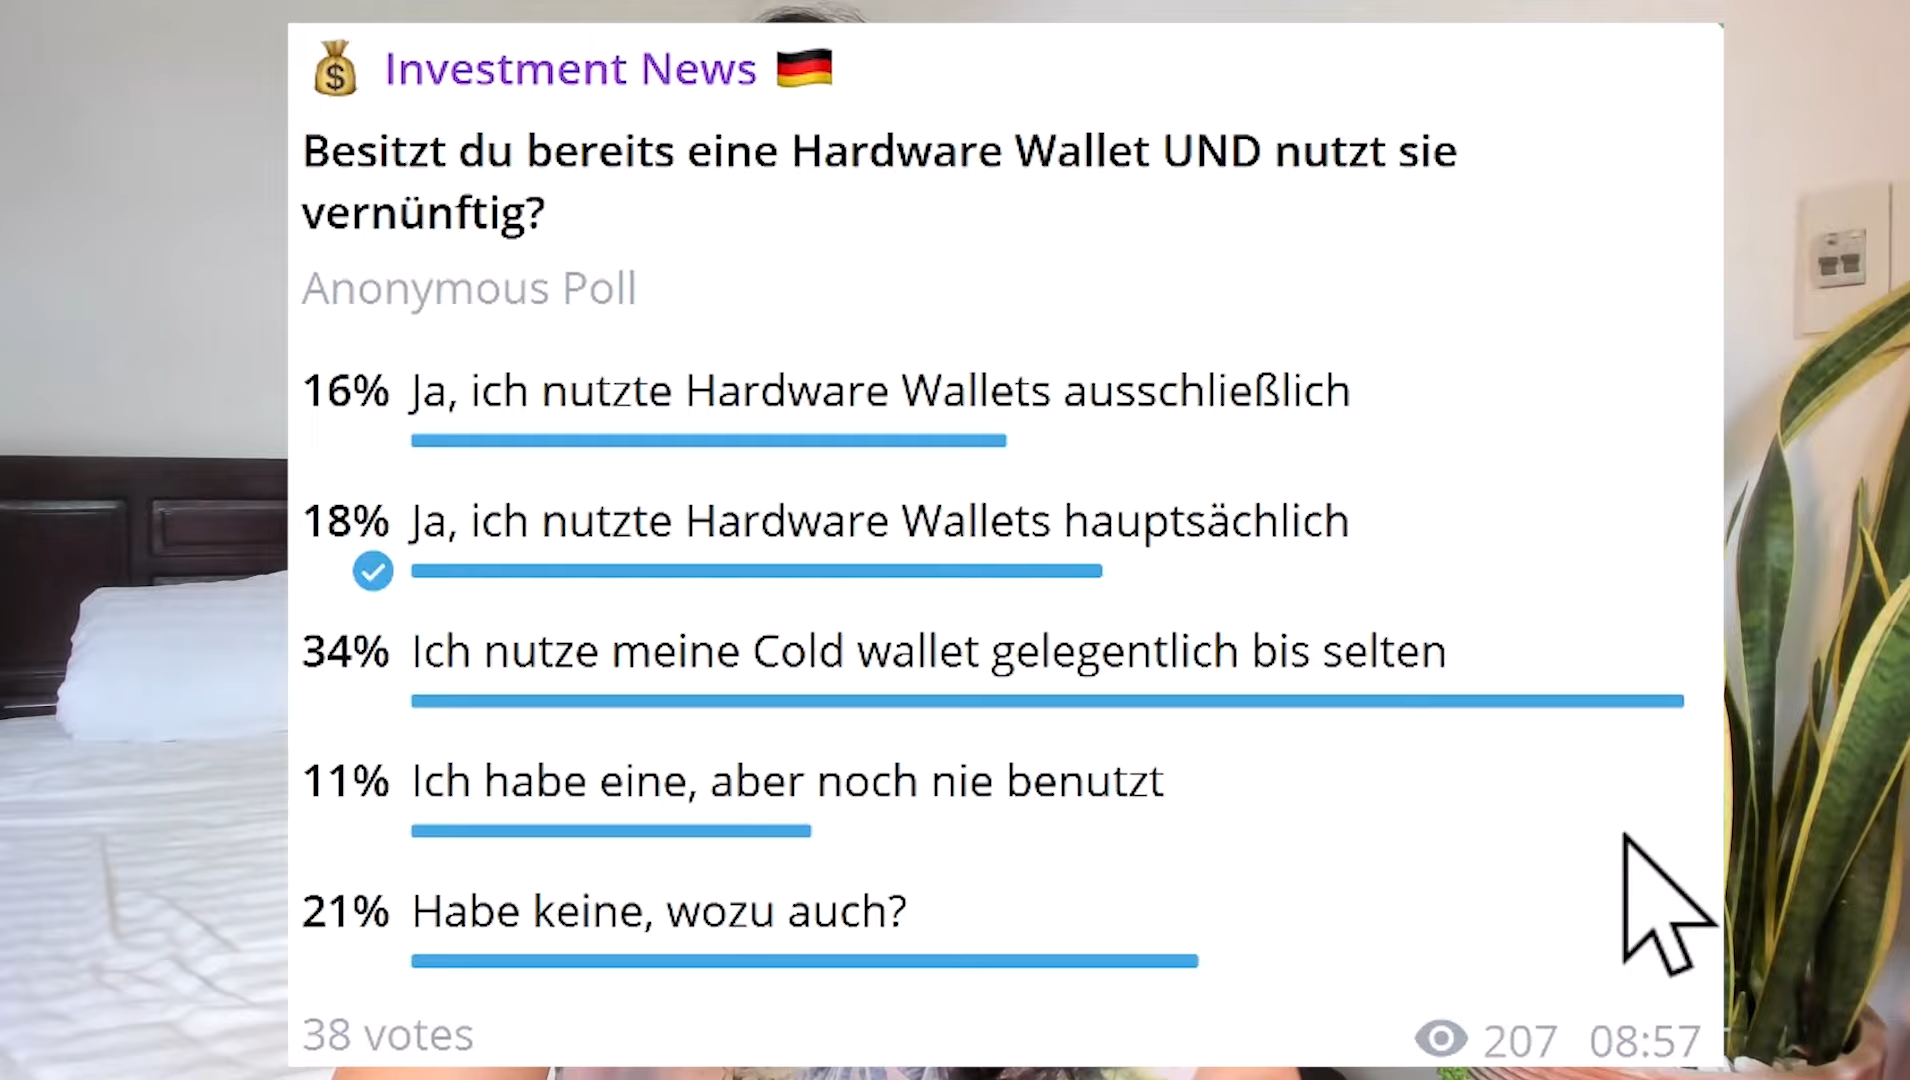 Investment News
Besitzt du bereits eine Hardware Wallet UND nutzt sie
vernünftig?
Anonymous Poll
16% Ja, ich nutzte Hardware Wallets ausschließlich
18% Ja, ich nutzte Hardware Wallets hauptsächlich
34% Ich nutze meine Cold wallet gelegentlich bis selten
11% Ich habe eine, aber noch nie benutzt
21% Habe keine, wozu auch?
38 votes
207 08:57